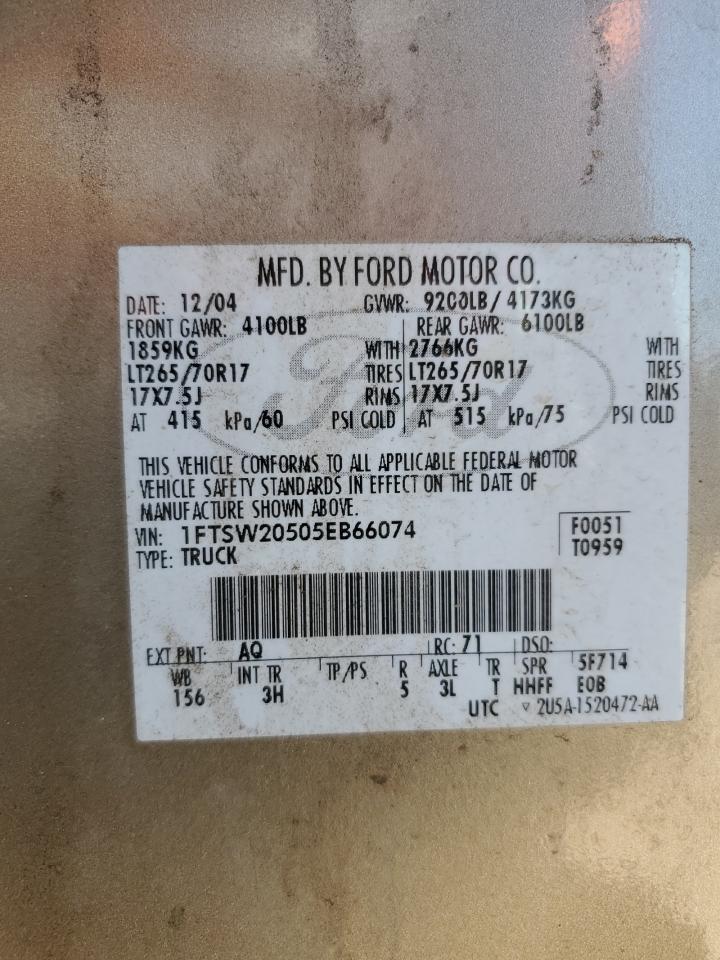 MFD. BY FORD MOTOR CO.
DATE: 12/04 GVWR: 9200LB/ 4173KG
FRONT GAWR: 4100LB REAR GAWR: 6100LB
1859KG WITH 2766KG WITH
LT265/70R17 TIRES LT265/70R17 TIRES
17X7.5J RIMS 17X7.5J RIMS
AT 415 kPa/60 PSI COLD AT 515 kPa/75 PSI COLD
Ford
THIS VEHICLE CONFORMS TO ALL APPLICABLE FEDERAL MOTOR
VEHICLE SAFETY STANDARDS IN EFFECT ON THE DATE OF
MANUFACTURE SHOWN ABOVE.
VIN: 1FTSW20505EB66074 F0051
TYPE: TRUCK T0959
EXT PNT: AQ RC: 71 DSO:
WB INT TR TP/PS R AXLE TR SPR 5F714
156 3H 5 3L T HHFF EOB
UTC ▽ 2U5A-1520472-AA